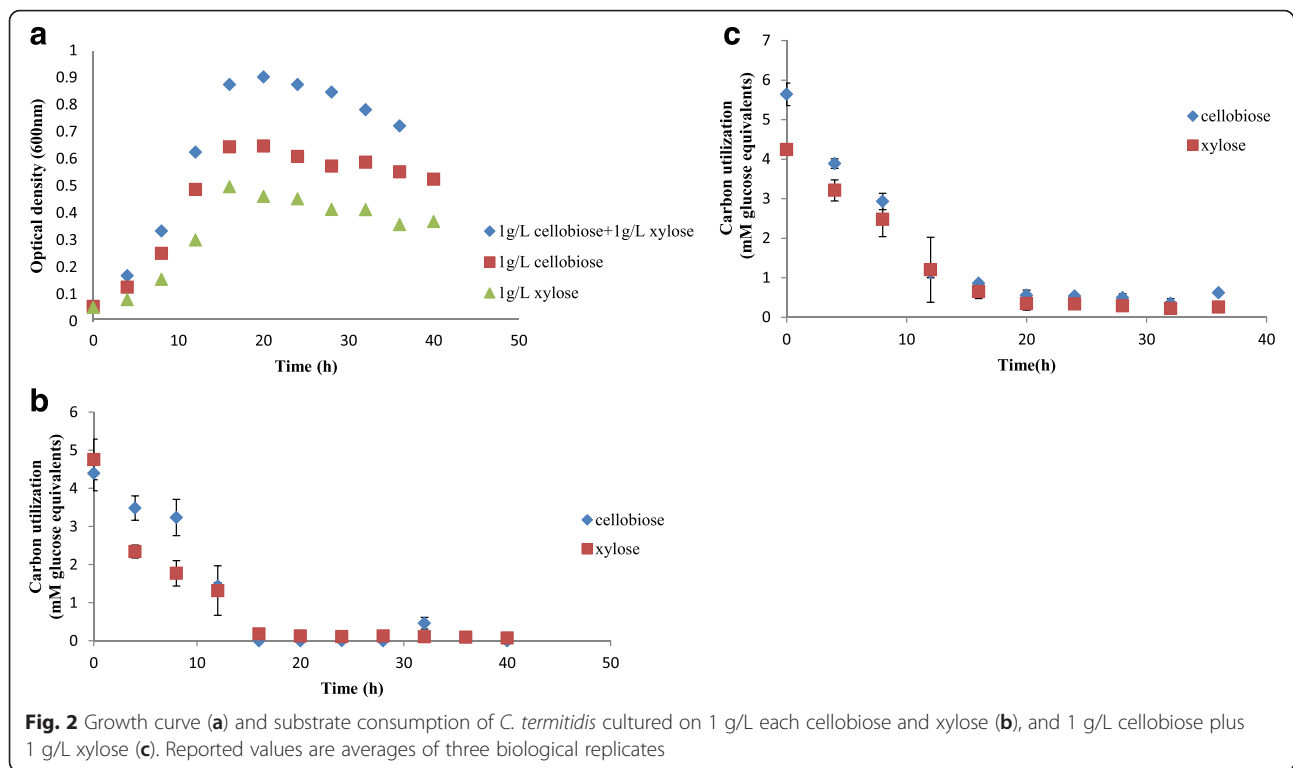 a
1
0.9
0.8
0.7
0.6
0.5
0.4
0.3
0.2
0.1
0
Optical density (600nm)
0 10 20 30 40 50
Time (h)
1g/L cellobiose+1g/L xylose
1g/L cellobiose
1g/L xylose
c
7
6
5
4
3
2
1
0
Carbon utilization
(mM glucose equivalents)
0 10 20 30 40
Time(h)
cellobiose
xylose
b
6
5
4
3
2
1
0
Carbon utilization
(mM glucose equivalents)
0 10 20 30 40 50
Time (h)
cellobiose
xylose
Fig. 2 Growth curve (a) and substrate consumption of C. termitidis cultured on 1 g/L each cellobiose and xylose (b), and 1 g/L cellobiose plus
1 g/L xylose (c). Reported values are averages of three biological replicates